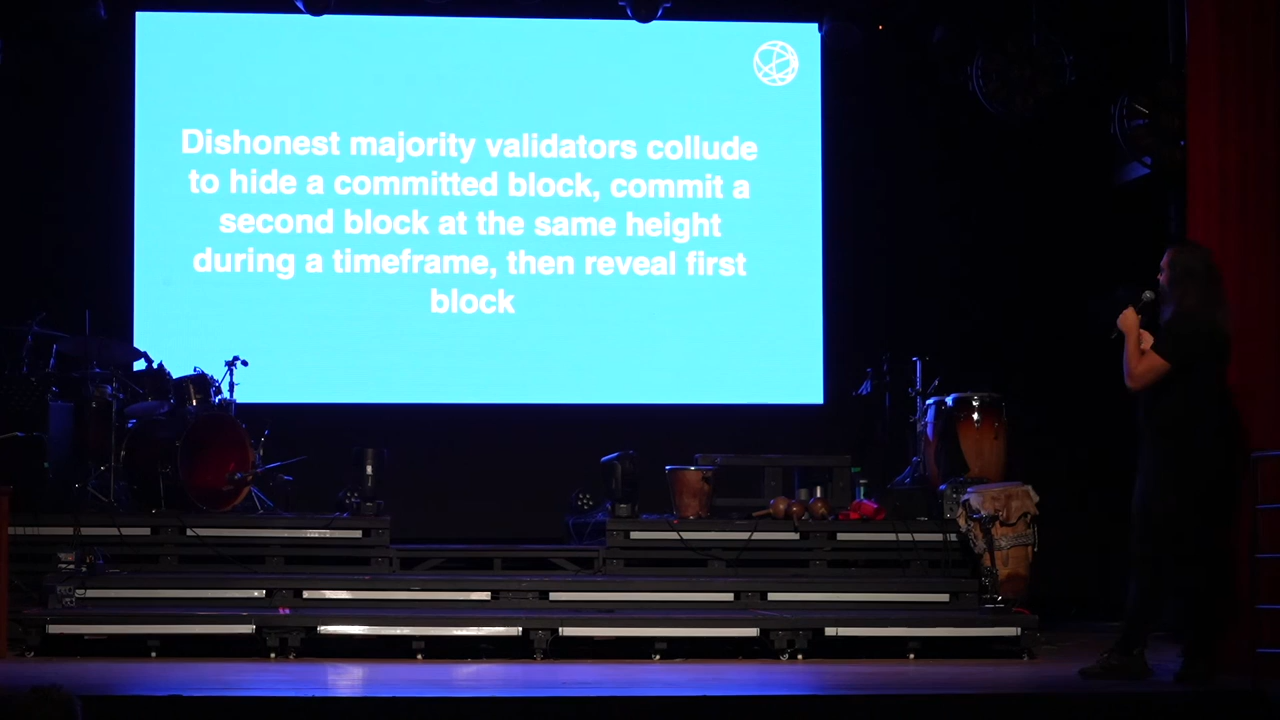 Dishonest majority validators collude
to hide a committed block, commit a
second block at the same height
during a timeframe, then reveal first
block